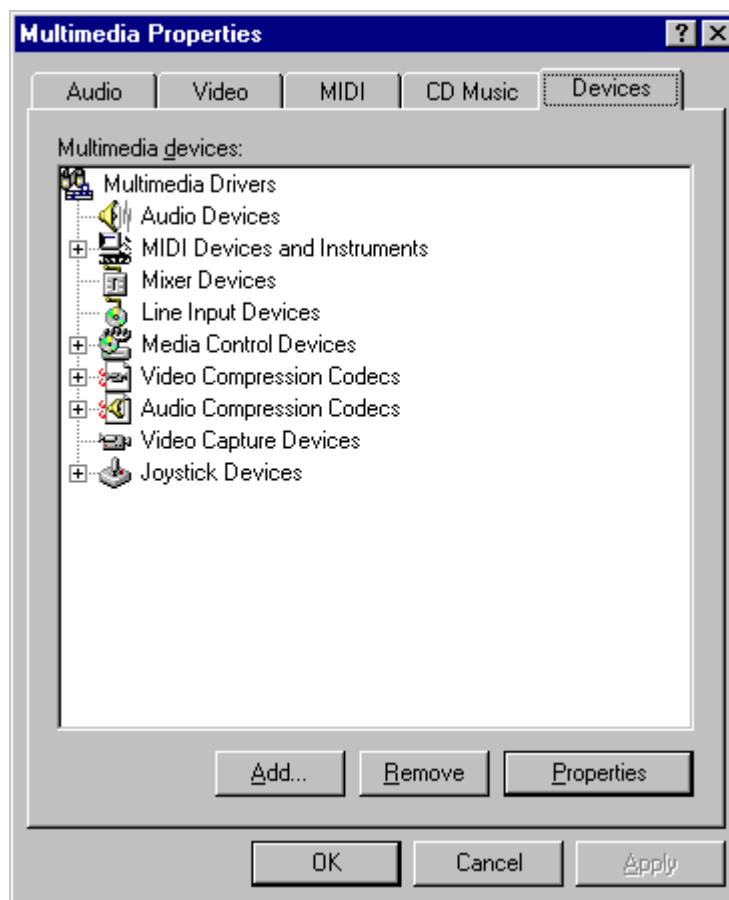 Multimedia Properties
Audio Video MIDI CD Music Devices
Multimedia devices:
Multimedia Drivers
Audio Devices
MIDI Devices and Instruments
Mixer Devices
Line Input Devices
Media Control Devices
Video Compression Codecs
Audio Compression Codecs
Video Capture Devices
Joystick Devices
Add... Remove Properties
OK Cancel Apply